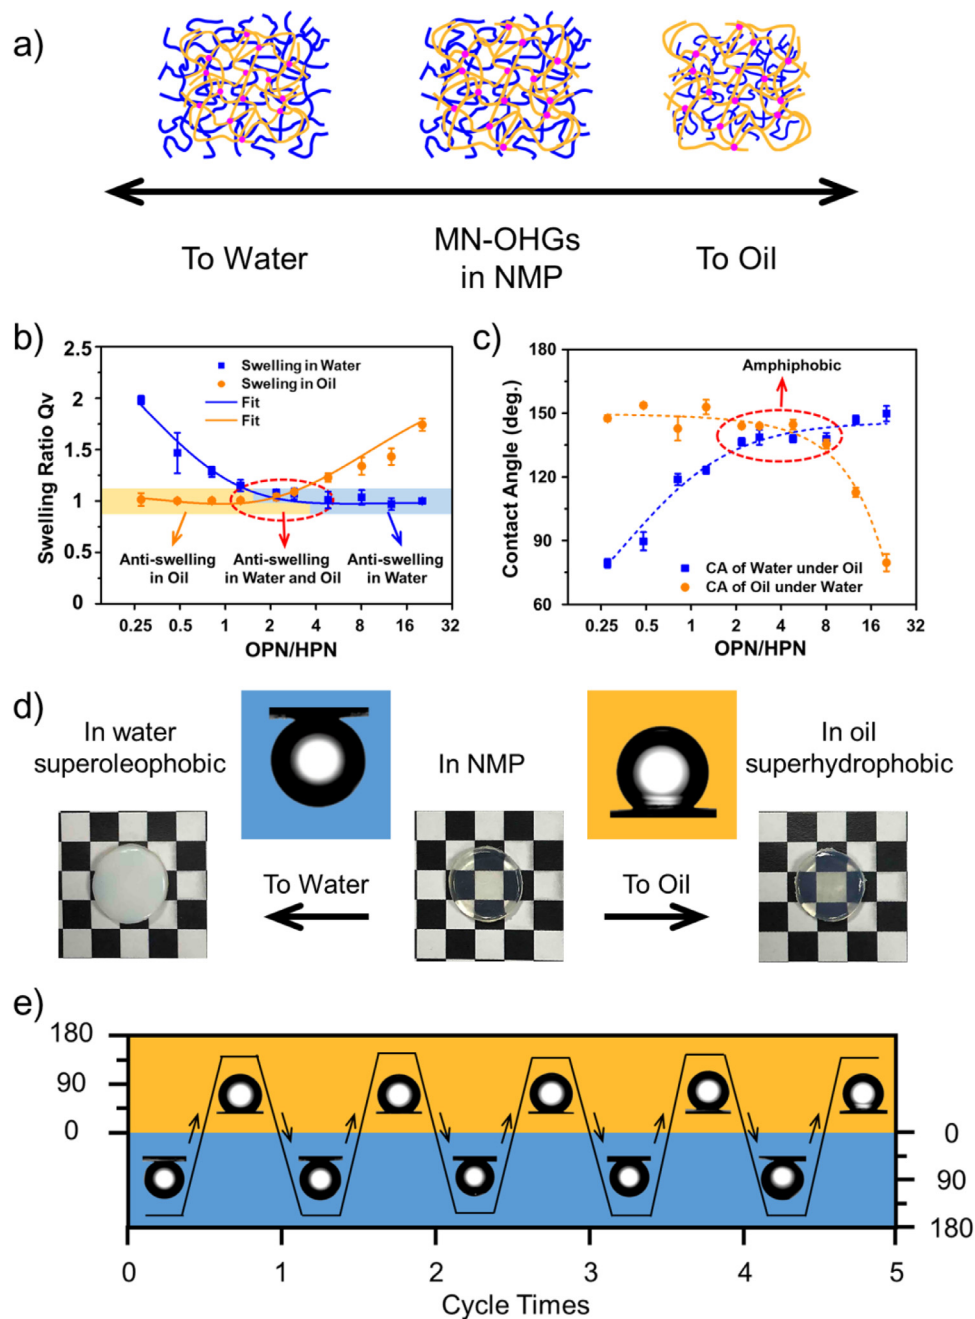 a)
To Water
MN-OHGs
in NMP
To Oil
b)
2.5
2
1.5
1
0.5
0
Swelling Ratio Qv
Swelling in Water
Sweling in Oil
Fit
Fit
Anti-swelling
in Oil
Anti-swelling
in Water and Oil
Anti-swelling
in Water
0.25 0.5 1 2 4 8 16 32
OPN/HPN
c)
180
150
120
90
60
Contact Angle (deg.)
Amphiphobic
CA of Water under Oil
CA of Oil under Water
0.25 0.5 1 2 4 8 16 32
OPN/HPN
d)
In water
superoleophobic
In NMP
In oil
superhydrophobic
To Water
To Oil
e)
180
90
0
0
90
180
0 1 2 3 4 5
Cycle Times